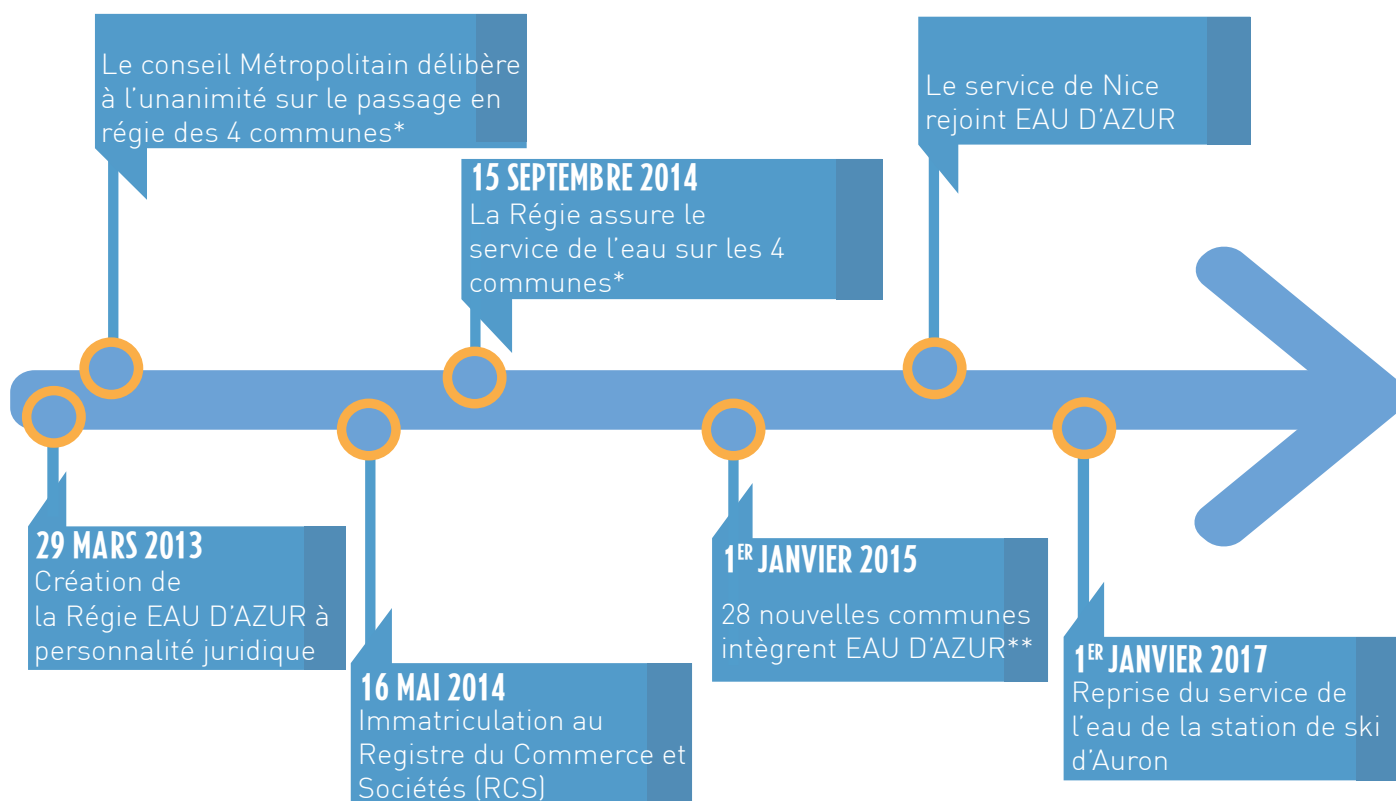 Le conseil Métropolitain délibère
à l'unanimité sur le passage en
régie des 4 communes*
Le service de Nice
rejoint EAU D'AZUR
15 SEPTEMBRE 2014
La Régie assure le
service de l'eau sur les 4
communes*
29 MARS 2013
Création de
la Régie EAU D'AZUR à
personnalité juridique
1ER JANVIER 2015
28 nouvelles communes
intègrent EAU D'AZUR**
16 MAI 2014
Immatriculation au
Registre du Commerce et
Sociétés (RCS)
1ER JANVIER 2017
Reprise du service de
l'eau de la station de ski
d'Auron